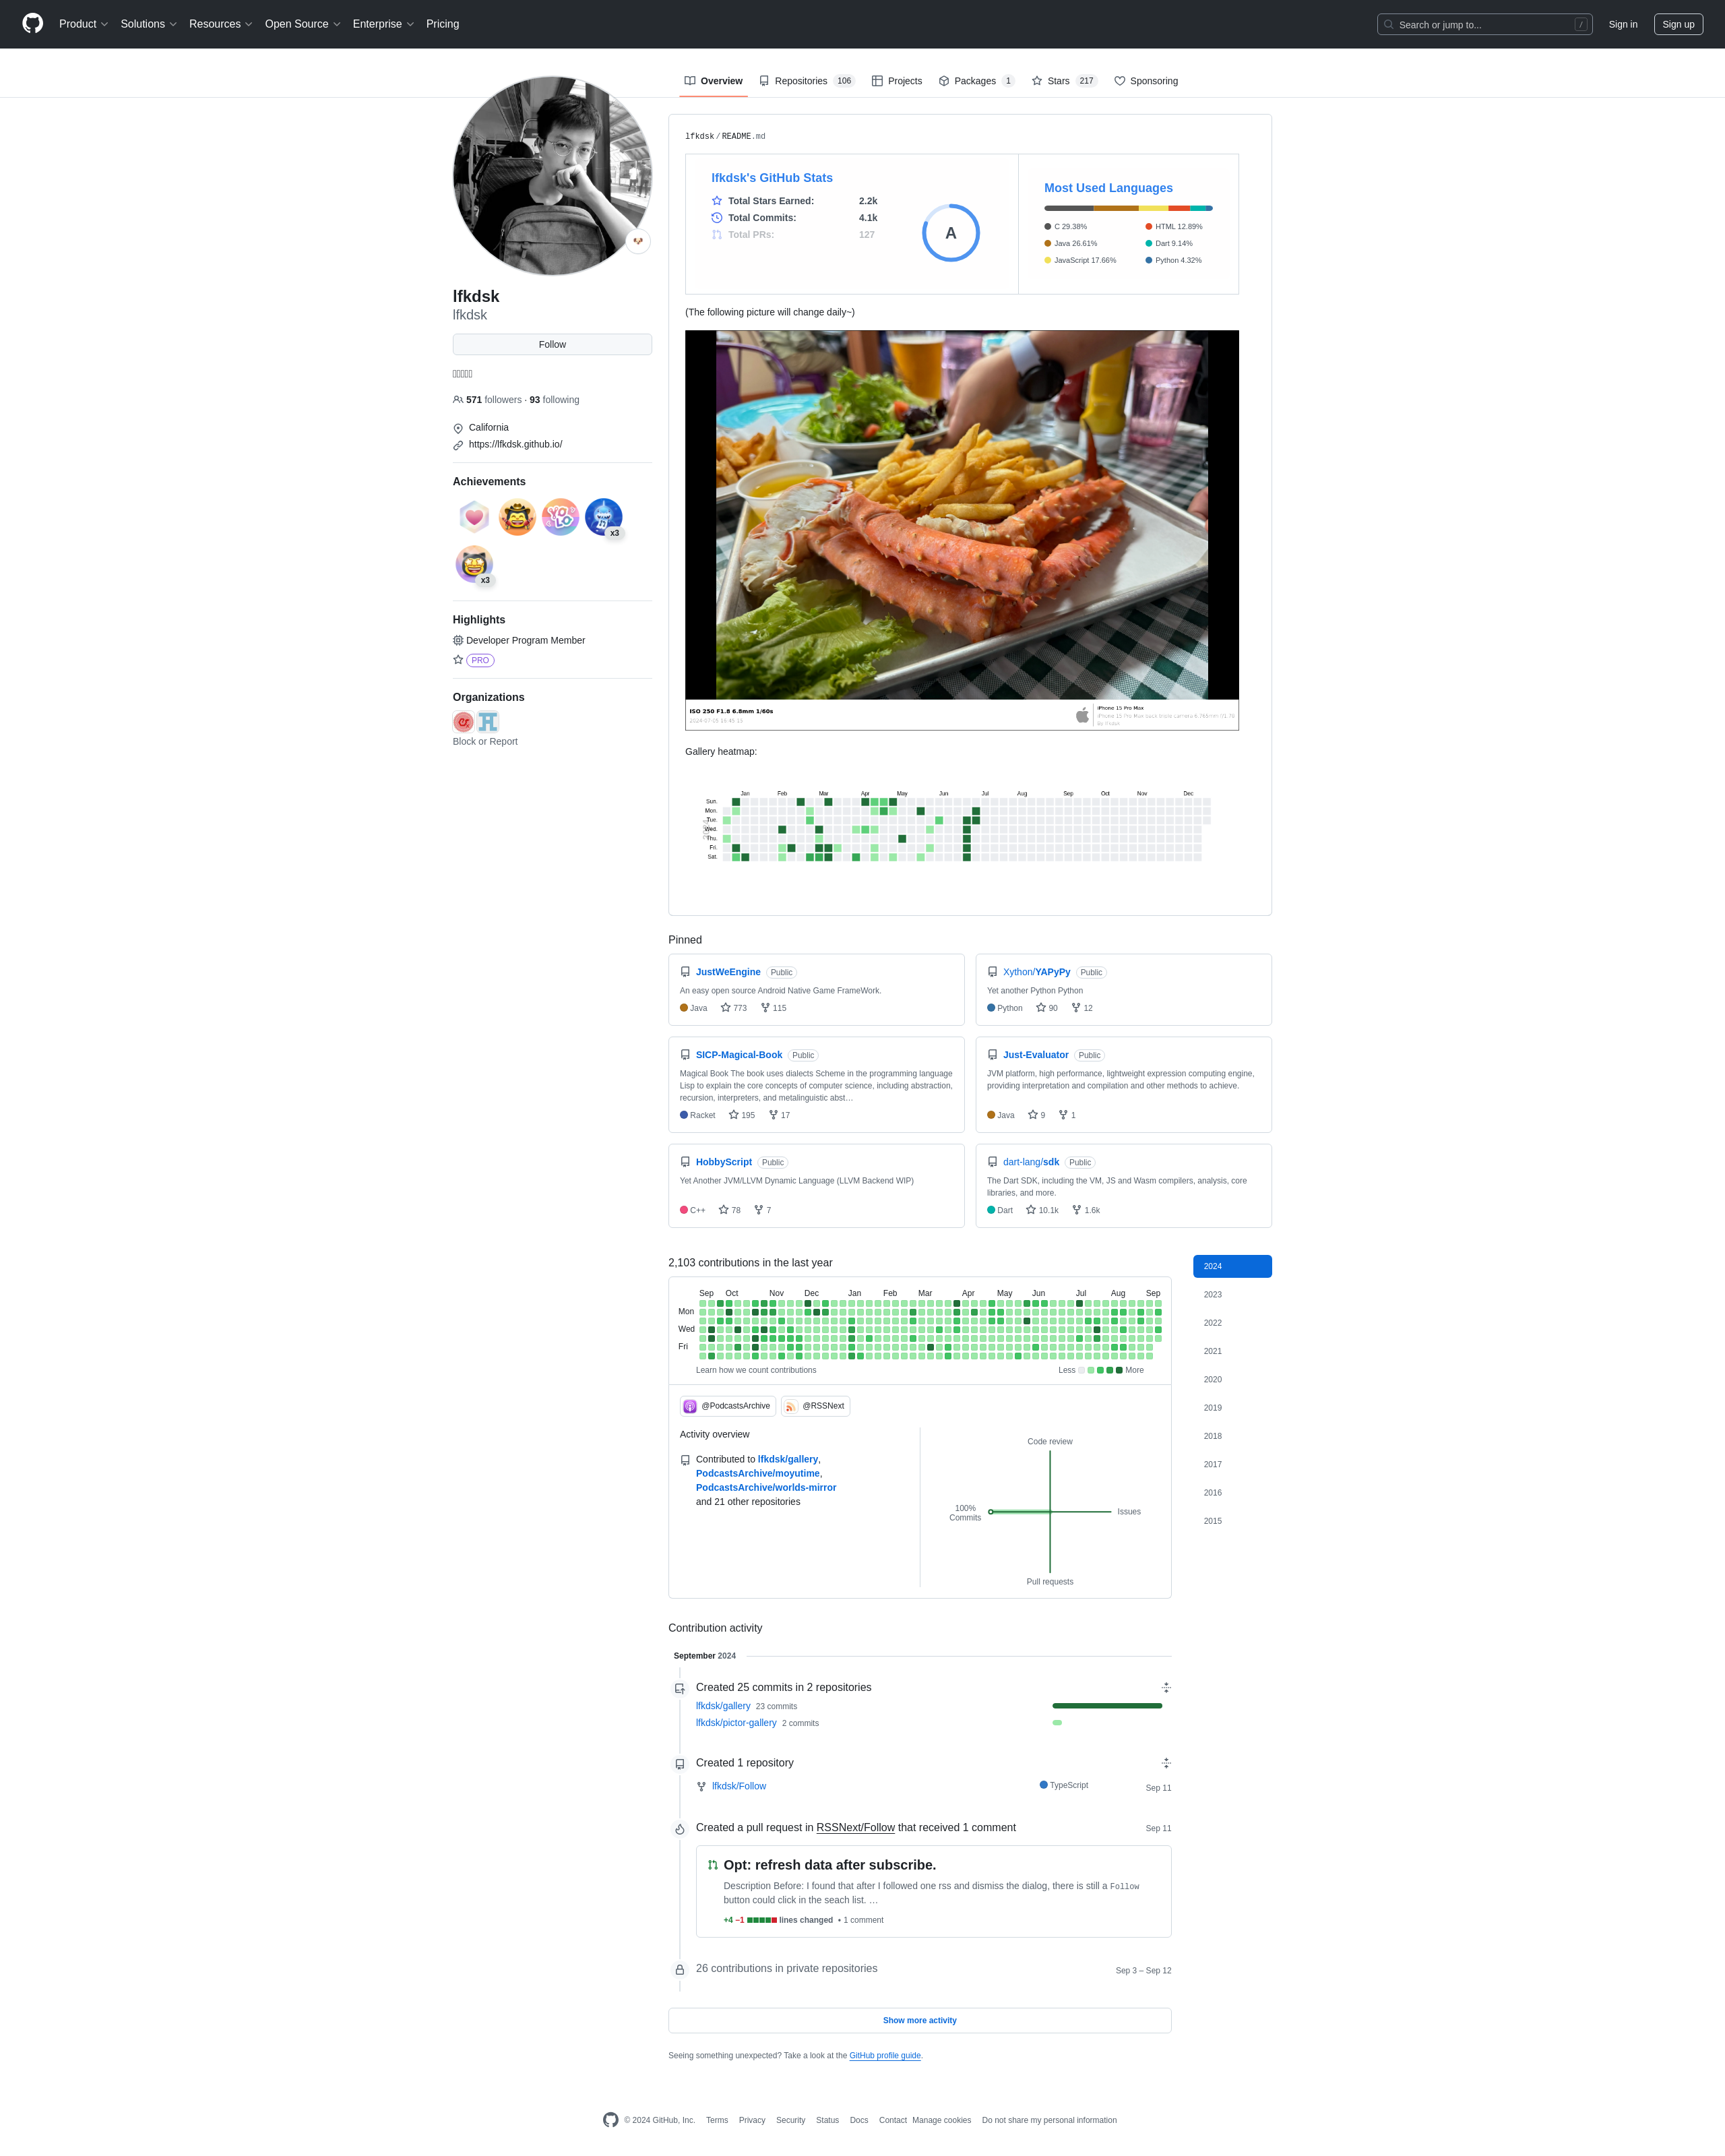 Product
Solutions
Resources
Open Source
Enterprise
Pricing
Search or jump to...
/
Sign in
Sign up
Overview
Repositories 106
Projects
Packages 1
Stars 217
Sponsoring
lfkdsk
lfkdsk
Follow
571 followers · 93 following
California
https://lfkdsk.github.io/
Achievements
YOLO
x3
x3
Highlights
Developer Program Member
PRO
Organizations
Block or Report
lfkdsk / README.md
lfkdsk's GitHub Stats
Total Stars Earned: 2.2k
Total Commits: 4.1k
Total PRs: 127
A
Most Used Languages
C 29.38%
Java 26.61%
JavaScript 17.66%
HTML 12.89%
Dart 9.14%
Python 4.32%
(The following picture will change daily~)
ISO 250 F1.8 6.8mm 1/60s
iPhone 15 Pro Max
Gallery heatmap:
Jan Feb Mar Apr May Jun Jul Aug Sep Oct Nov Dec
Sun.
Mon.
Tue.
Wed.
Thu.
Fri.
Sat.
Pinned
JustWeEngine Public
An easy open source Android Native Game FrameWork.
Java 773 115
Xython/YAPyPy Public
Yet another Python Python
Python 90 12
SICP-Magical-Book Public
Magical Book The book uses dialects Scheme in the programming language
Lisp to explain the core concepts of computer science, including abstraction,
recursion, interpreters, and metalinguistic abst…
Racket 195 17
Just-Evaluator Public
JVM platform, high performance, lightweight expression computing engine,
providing interpretation and compilation and other methods to achieve.
Java 9 1
HobbyScript Public
Yet Another JVM/LLVM Dynamic Language (LLVM Backend WIP)
C++ 78 7
dart-lang/sdk Public
The Dart SDK, including the VM, JS and Wasm compilers, analysis, core
libraries, and more.
Dart 10.1k 1.6k
2,103 contributions in the last year
Sep Oct Nov Dec Jan Feb Mar Apr May Jun Jul Aug Sep
Mon
Wed
Fri
Learn how we count contributions
Less More
@PodcastsArchive
@RSSNext
Activity overview
Contributed to lfkdsk/gallery,
PodcastsArchive/moyutime,
PodcastsArchive/worlds-mirror
and 21 other repositories
Code review
100%
Commits
Issues
Pull requests
2024
2023
2022
2021
2020
2019
2018
2017
2016
2015
Contribution activity
September 2024
Created 25 commits in 2 repositories
lfkdsk/gallery 23 commits
lfkdsk/pictor-gallery 2 commits
Created 1 repository
lfkdsk/Follow TypeScript Sep 11
Created a pull request in RSSNext/Follow that received 1 comment Sep 11
Opt: refresh data after subscribe.
Description Before: I found that after I followed one rss and dismiss the dialog, there is still a Follow
button could click in the seach list. …
+4 −1 lines changed • 1 comment
26 contributions in private repositories Sep 3 – Sep 12
Show more activity
Seeing something unexpected? Take a look at the GitHub profile guide.
© 2024 GitHub, Inc.
Terms
Privacy
Security
Status
Docs
Contact
Manage cookies
Do not share my personal information